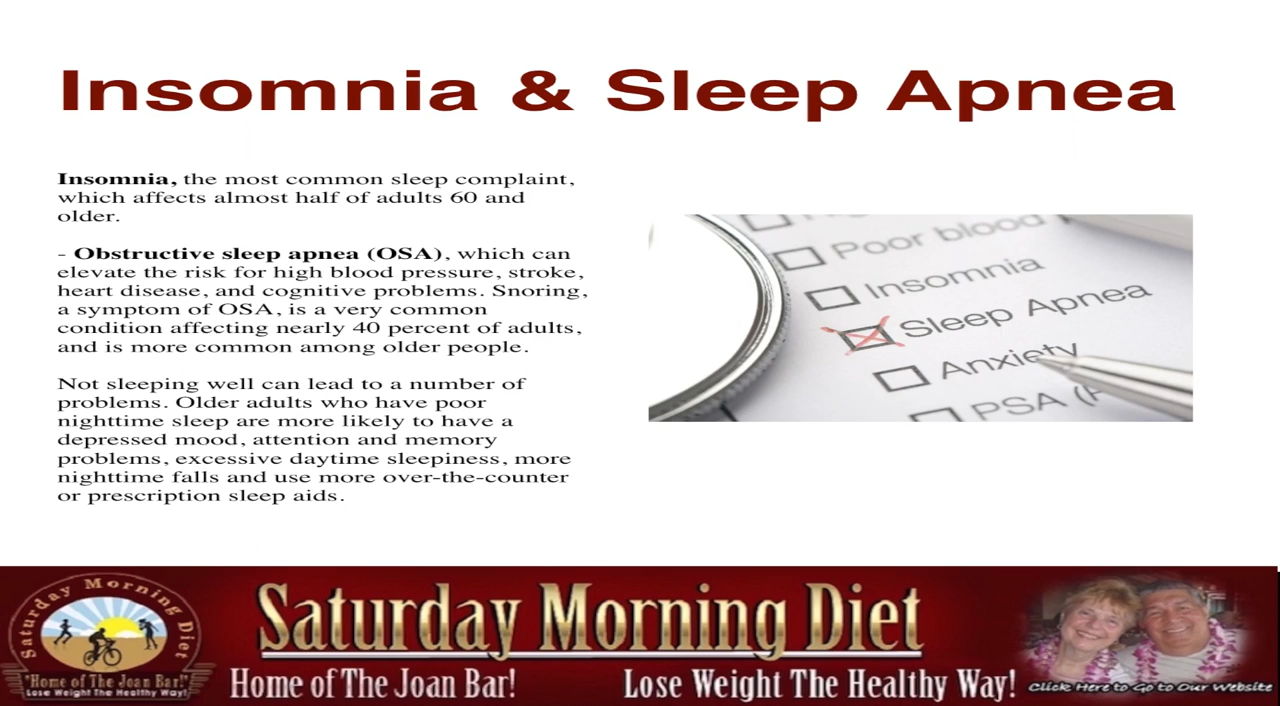 Insomnia & Sleep Apnea
Insomnia, the most common sleep complaint,
which affects almost half of adults 60 and
older.
- Obstructive sleep apnea (OSA), which can
elevate the risk for high blood pressure, stroke,
heart disease, and cognitive problems. Snoring,
a symptom of OSA, is a very common
condition affecting nearly 40 percent of adults,
and is more common among older people.
Not sleeping well can lead to a number of
problems. Older adults who have poor
nighttime sleep are more likely to have a
depressed mood, attention and memory
problems, excessive daytime sleepiness, more
nighttime falls and use more over-the-counter
or prescription sleep aids.
Poor blood
Insomnia
Sleep Apnea
Anxiety
PSA (
Saturday Morning Diet
"Home of The Joan Bar!"
Lose Weight The Healthy Way!
Saturday Morning Diet
Home of The Joan Bar! Lose Weight The Healthy Way!
Click Here to Go to Our Website